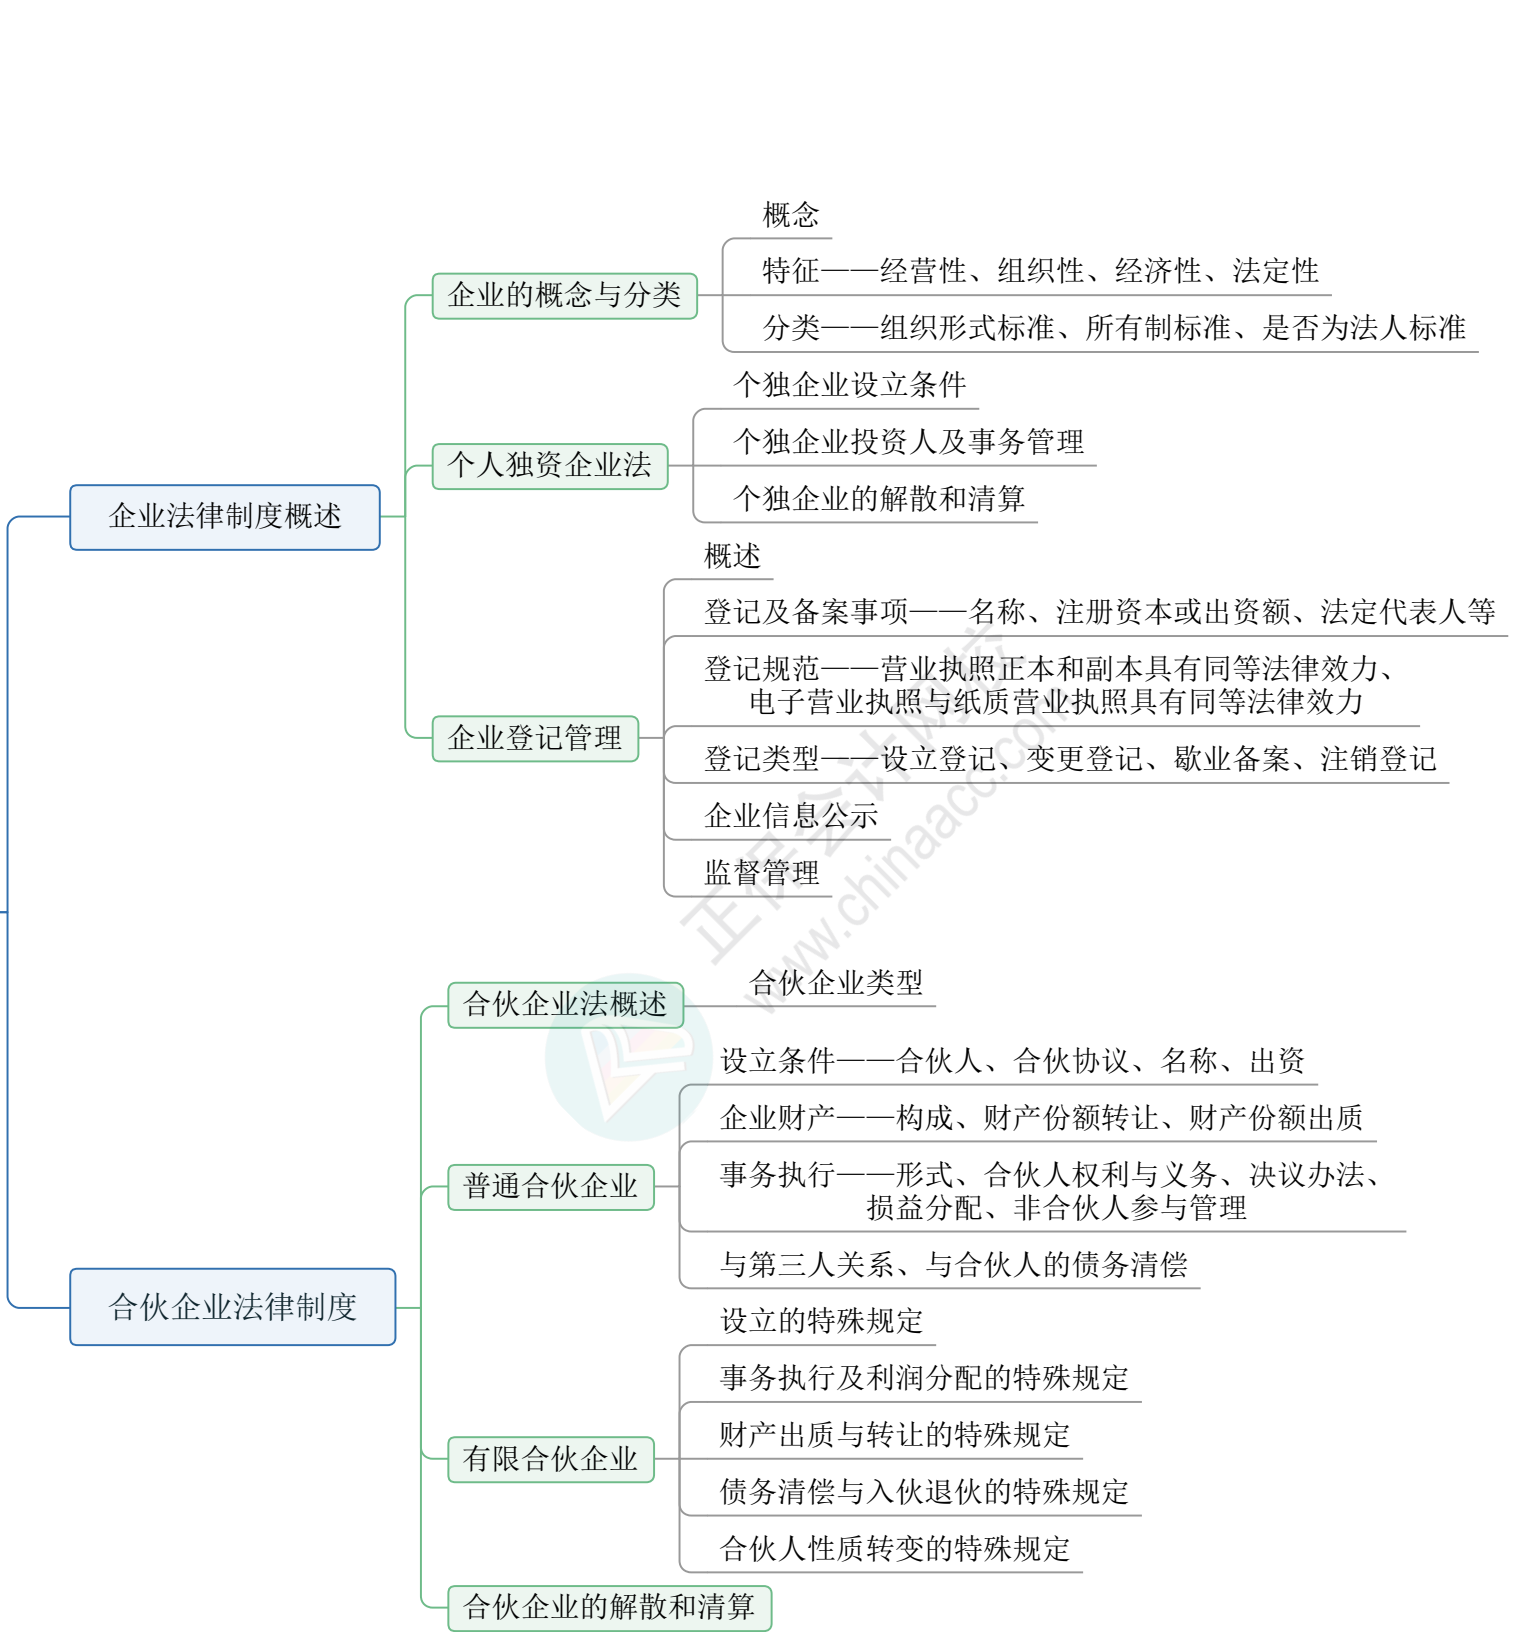 企业法律制度概述
企业的概念与分类
概念
特征——经营性、组织性、经济性、法定性
分类——组织形式标准、所有制标准、是否为法人标准
个人独资企业法
个独企业设立条件
个独企业投资人及事务管理
个独企业的解散和清算
企业登记管理
概述
登记及备案事项——名称、注册资本或出资额、法定代表人等
登记规范——营业执照正本和副本具有同等法律效力、
电子营业执照与纸质营业执照具有同等法律效力
登记类型——设立登记、变更登记、歇业备案、注销登记
企业信息公示
监督管理
合伙企业法律制度
合伙企业法概述
合伙企业类型
普通合伙企业
设立条件——合伙人、合伙协议、名称、出资
企业财产——构成、财产份额转让、财产份额出质
事务执行——形式、合伙人权利与义务、决议办法、
损益分配、非合伙人参与管理
与第三人关系、与合伙人的债务清偿
有限合伙企业
设立的特殊规定
事务执行及利润分配的特殊规定
财产出质与转让的特殊规定
债务清偿与入伙退伙的特殊规定
合伙人性质转变的特殊规定
合伙企业的解散和清算
正保会计网校
www.chinaacc.com